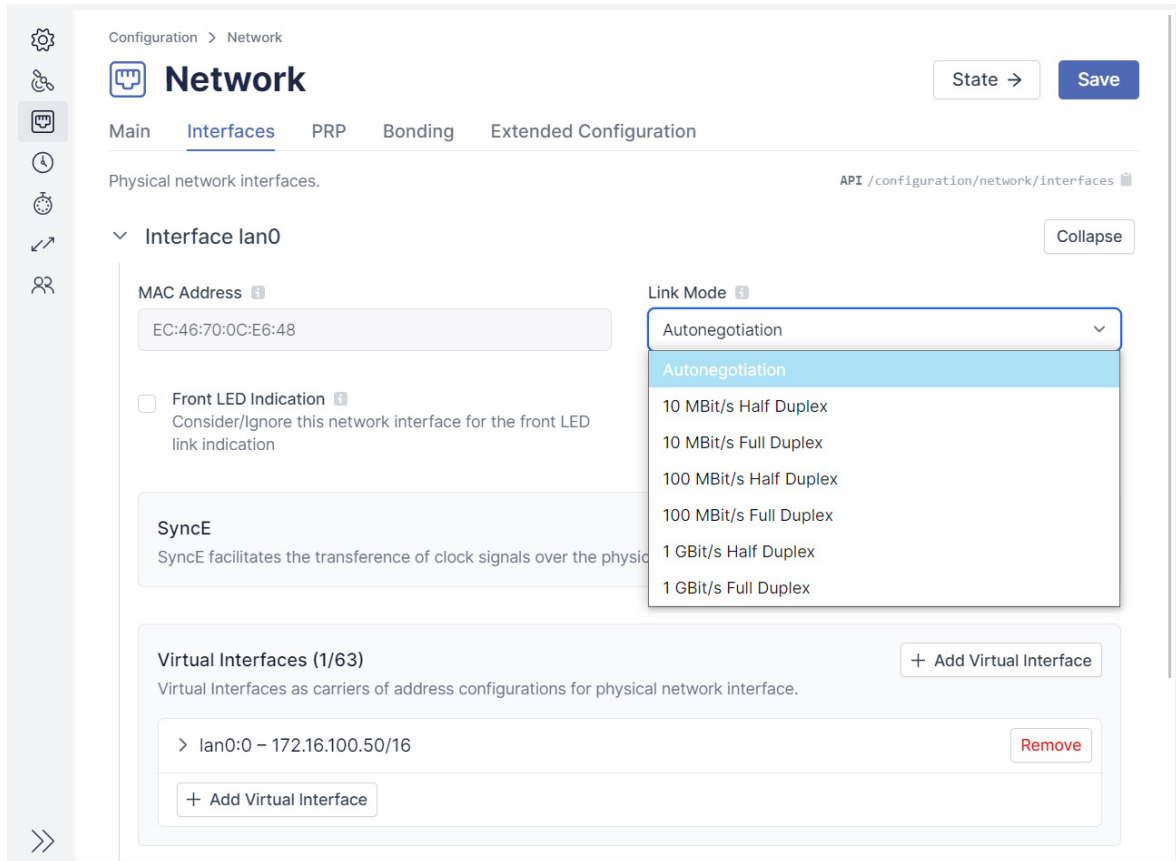 Configuration > Network
Network
State →
Save
Main
Interfaces
PRP
Bonding
Extended Configuration
Physical network interfaces.
API /configuration/network/interfaces
Interface lan0
Collapse
MAC Address
EC:46:70:0C:E6:48
Link Mode
Autonegotiation
Autonegotiation
10 MBit/s Half Duplex
10 MBit/s Full Duplex
100 MBit/s Half Duplex
100 MBit/s Full Duplex
1 GBit/s Half Duplex
1 GBit/s Full Duplex
Front LED Indication
Consider/Ignore this network interface for the front LED
link indication
SyncE
SyncE facilitates the transference of clock signals over the physic
Virtual Interfaces (1/63)
+ Add Virtual Interface
Virtual Interfaces as carriers of address configurations for physical network interface.
lan0:0 – 172.16.100.50/16
Remove
+ Add Virtual Interface